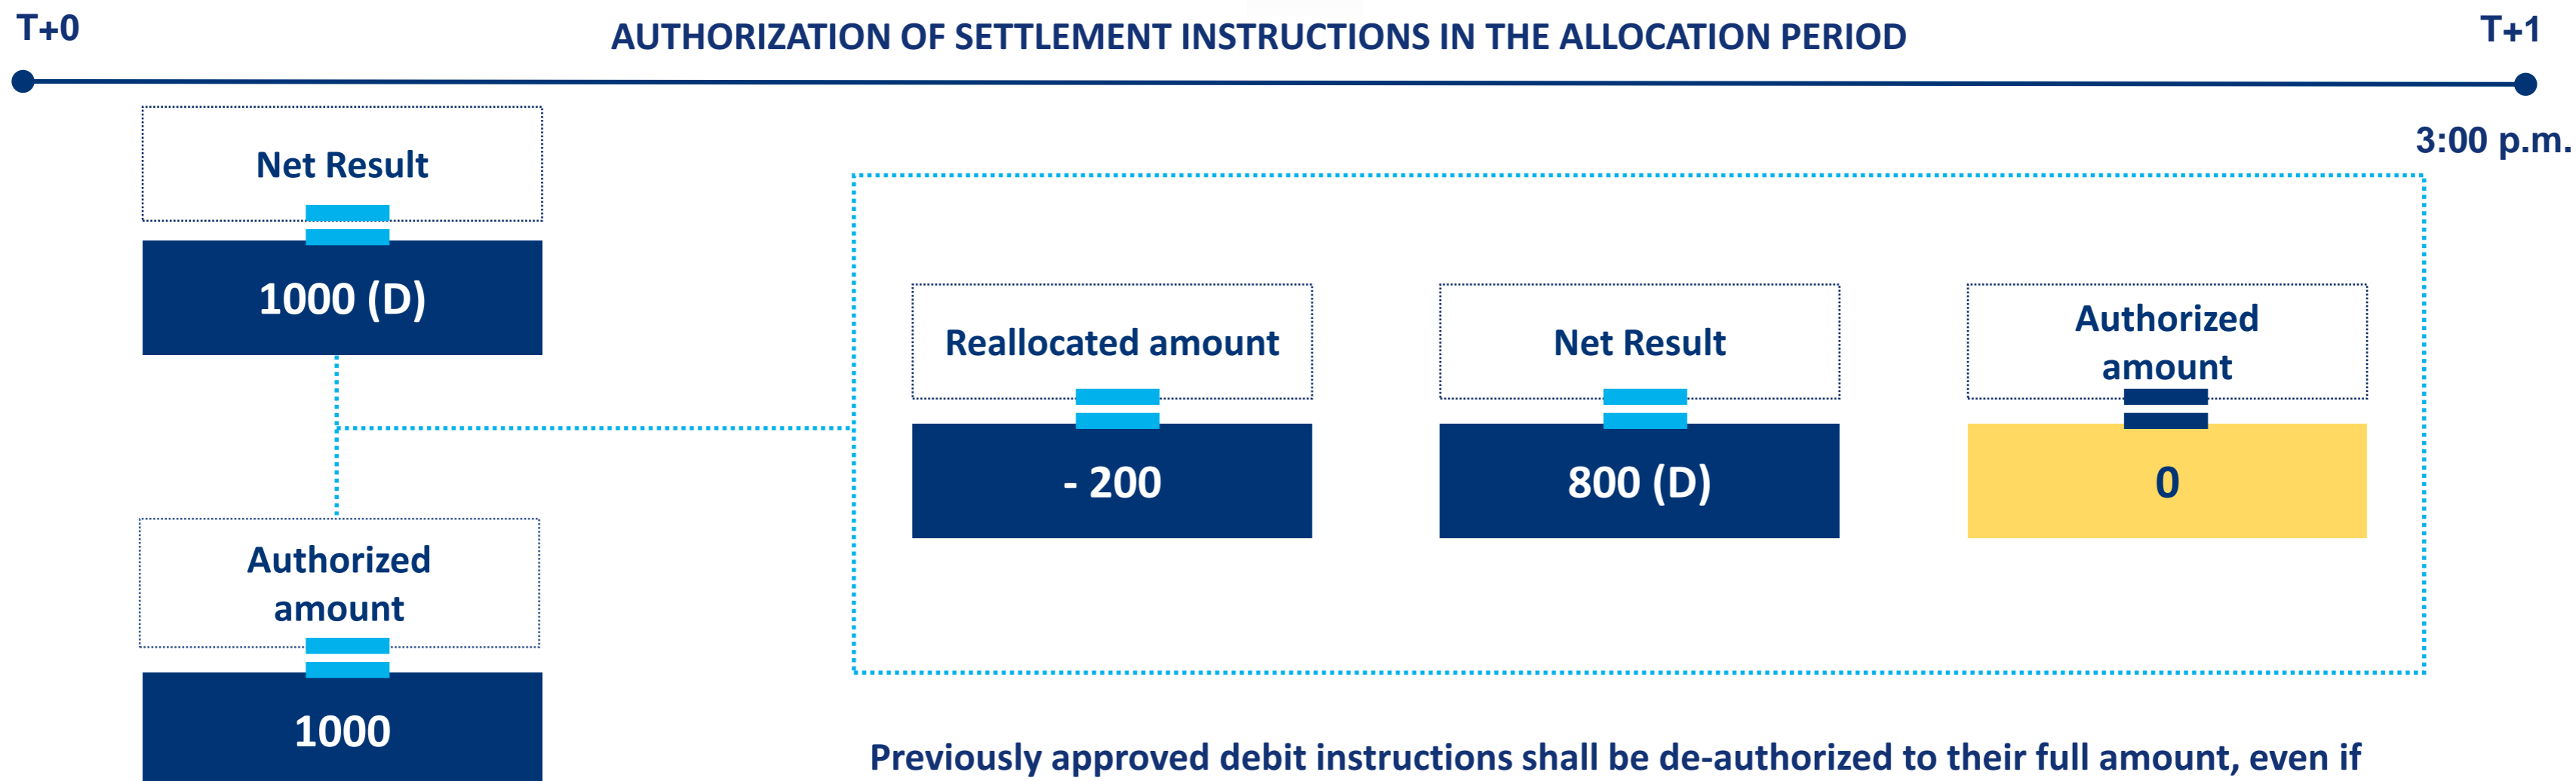 T+0
AUTHORIZATION OF SETTLEMENT INSTRUCTIONS IN THE ALLOCATION PERIOD
T+1
3:00 p.m.
Net Result
1000 (D)
Authorized
amount
1000
Reallocated amount
- 200
Net Result
800 (D)
Authorized
amount
0
Previously approved debit instructions shall be de-authorized to their full amount, even if